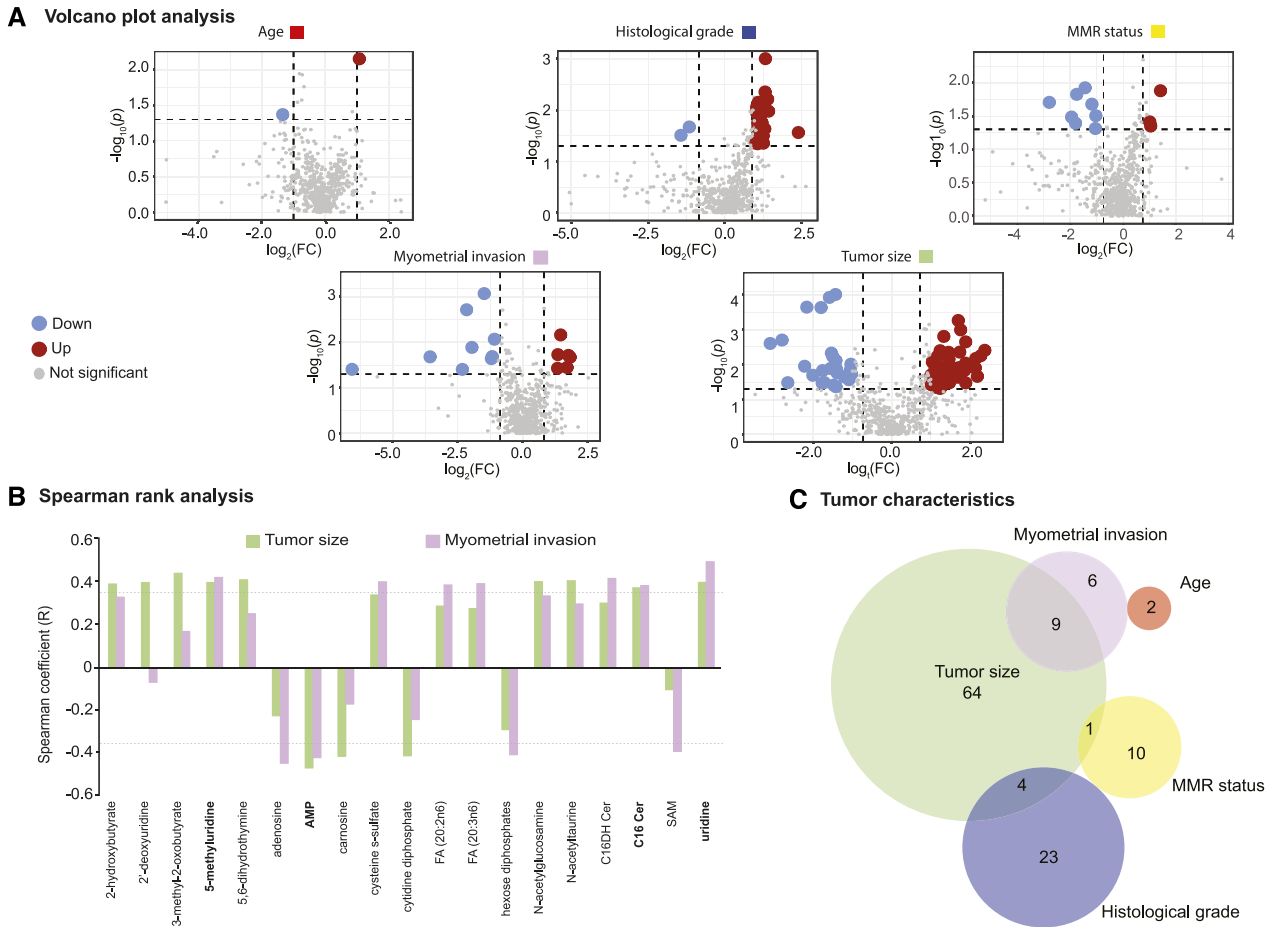 A Volcano plot analysis
Age
-log10(p)
2.0
1.5
1.0
0.5
0.0
-4.0
-2.0
0.0
2.0
log2(FC)
Histological grade
-log10(p)
3
2
1
0
-5.0
-2.5
0.0
2.5
log2(FC)
MMR status
-log10(p)
2.0
1.5
1.0
0.5
0.0
-4
-2
0
2
4
log2(FC)
Down
Up
Not significant
Myometrial invasion
-log10(p)
3
2
1
0
-5.0
-2.5
0.0
2.5
log2(FC)
Tumor size
-log10(p)
4
3
2
1
0
-2.0
0.0
2.0
B Spearman rank analysis
Tumor size
Myometrial invasion
Spearman coefficient (R)
0.6
0.4
0.2
0
-0.2
-0.4
-0.6
2-hydroxybutyrate
2'-deoxyuridine
3-methyl-2-oxobutyrate
5-methyluridine
5,6-dihydrothymine
adenosine
AMP
carnosine
cysteine s-sulfate
cytidine diphosphate
FA (20:2n6)
FA (20:3n6)
hexose diphosphates
N-acetylglucosamine
N-acetyltaurine
C16DH Cer
C16 Cer
SAM
uridine
C Tumor characteristics
Myometrial invasion
6
Age
2
9
Tumor size
64
1
10
MMR status
4
23
Histological grade